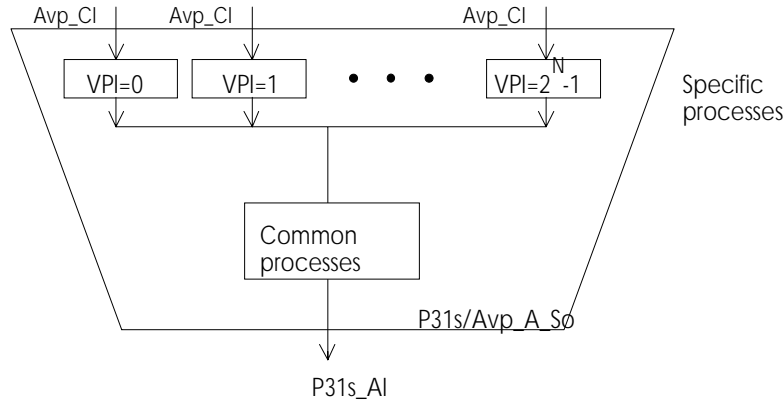 Avp_CI Avp_CI Avp_CI
VPI=0 VPI=1 • • • VPI=2^N-1
Specific
processes
Common
processes
P31s/Avp_A_So
P31s_AI